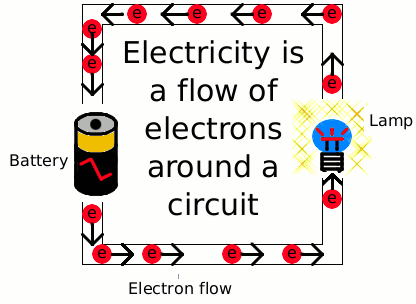 e e e e
e
e
Electricity is
a flow of
electrons
around a
circuit
e
Lamp
Battery
e
e
e e e e
Electron flow